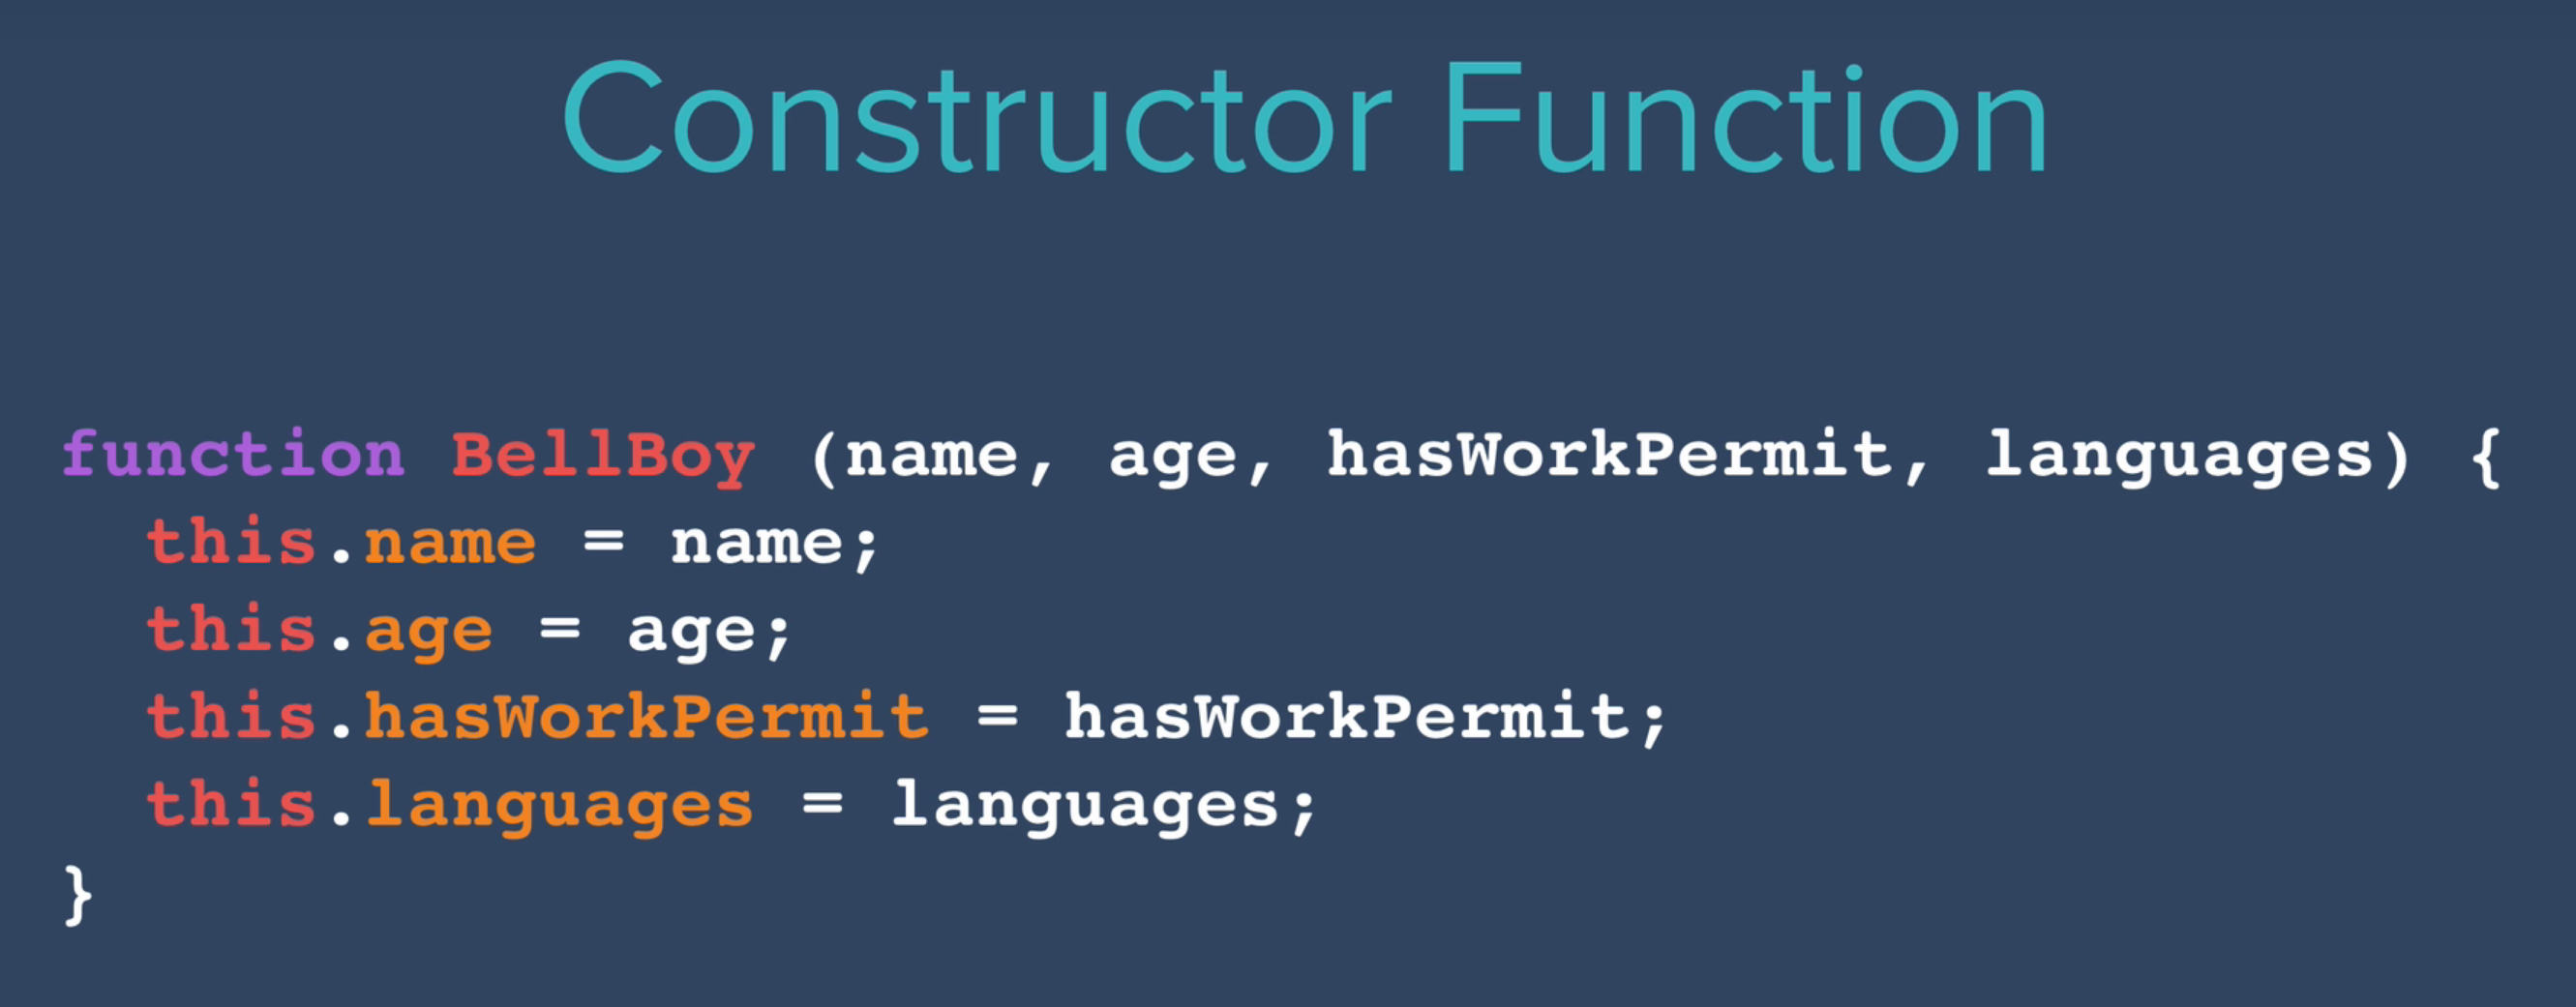 Constructor Function
function BellBoy (name, age, hasWorkPermit, languages) {
  this.name = name;
  this.age = age;
  this.hasWorkPermit = hasWorkPermit;
  this.languages = languages;
}